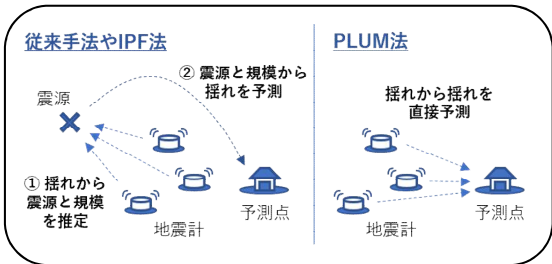 従来手法やIPF法
② 震源と規模から
揺れを予測
震源
① 揺れから
震源と規模
を推定
地震計
予測点
PLUM法
揺れから揺れを
直接予測
地震計
予測点